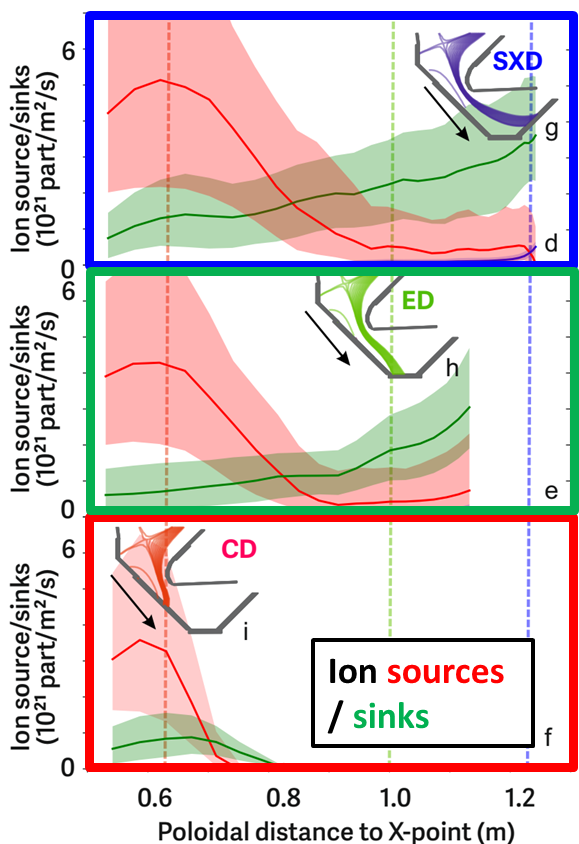 6
Ion source/sinks
(10²¹ part/m²/s)
SXD
g
d
0
6
Ion source/sinks
(10²¹ part/m²/s)
ED
h
e
0
6
Ion source/sinks
(10²¹ part/m²/s)
CD
i
Ion sources
/ sinks
f
0
0.6 0.8 1.0 1.2
Poloidal distance to X-point (m)